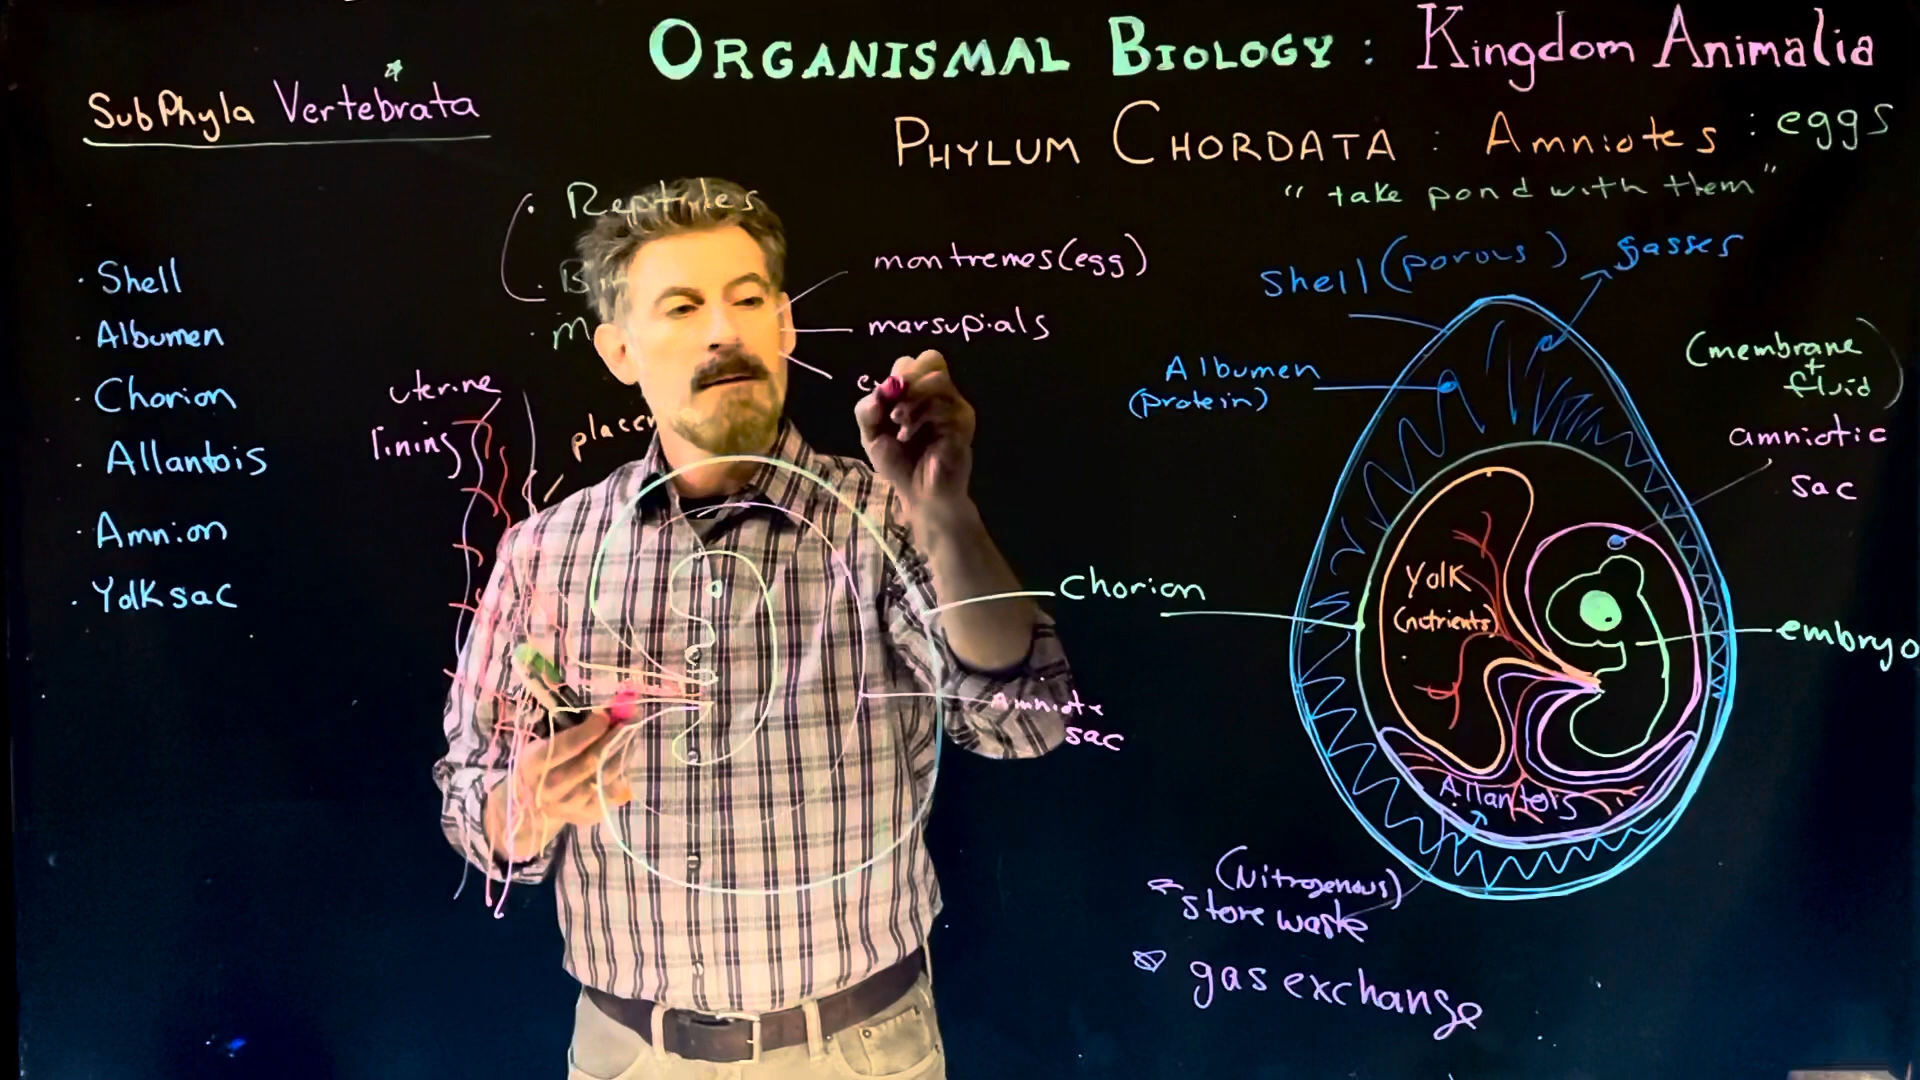 ORGANISMAL BIOLOGY : Kingdom Animalia
SubPhyla Vertebrata
PHYLUM CHORDATA : Amniotes : eggs
" take pond with them "
· Reptiles
montremes(egg)
marsupials
· Shell
· Albumen
· Chorion
· Allantois
· Amnion
· Yolk sac
uterine
lining
Chorion
Amniote
sac
Shell (porous) gasses
Albumen
(protein)
(membrane
+
fluid)
amniotic
sac
Yolk
(nutrients)
embryo
Allantois
(Nitrogenous)
store waste
gas exchange